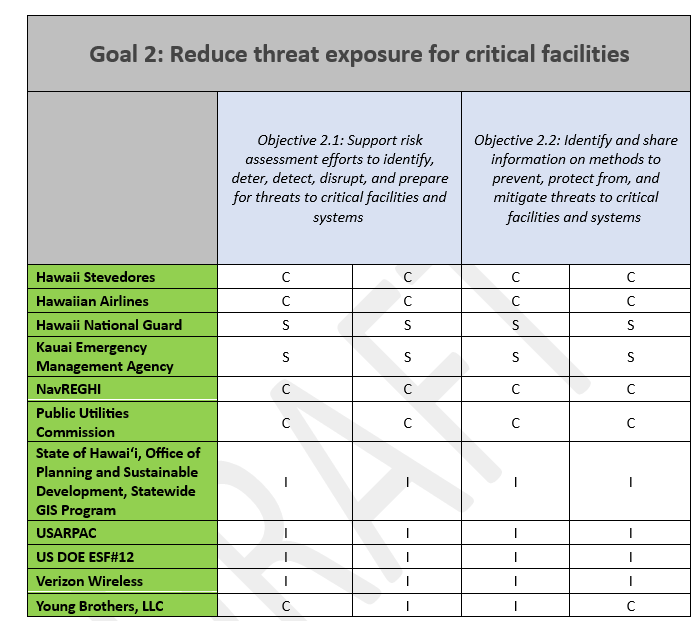 Goal 2: Reduce threat exposure for critical facilities
Objective 2.1: Support risk
assessment efforts to identify,
deter, detect, disrupt, and prepare
for threats to critical facilities and
systems
Objective 2.2: Identify and share
information on methods to
prevent, protect from, and
mitigate threats to critical
facilities and systems
Hawaii Stevedores C C C C
Hawaiian Airlines C C C C
Hawaii National Guard S S S S
Kauai Emergency
Management Agency S S S S
NavREGHI C C C C
Public Utilities
Commission C C C C
State of Hawaiʻi, Office of
Planning and Sustainable
Development, Statewide
GIS Program I I I I
USARPAC I I I I
US DOE ESF#12 I I I I
Verizon Wireless I I I I
Young Brothers, LLC C I I C
DRAFT